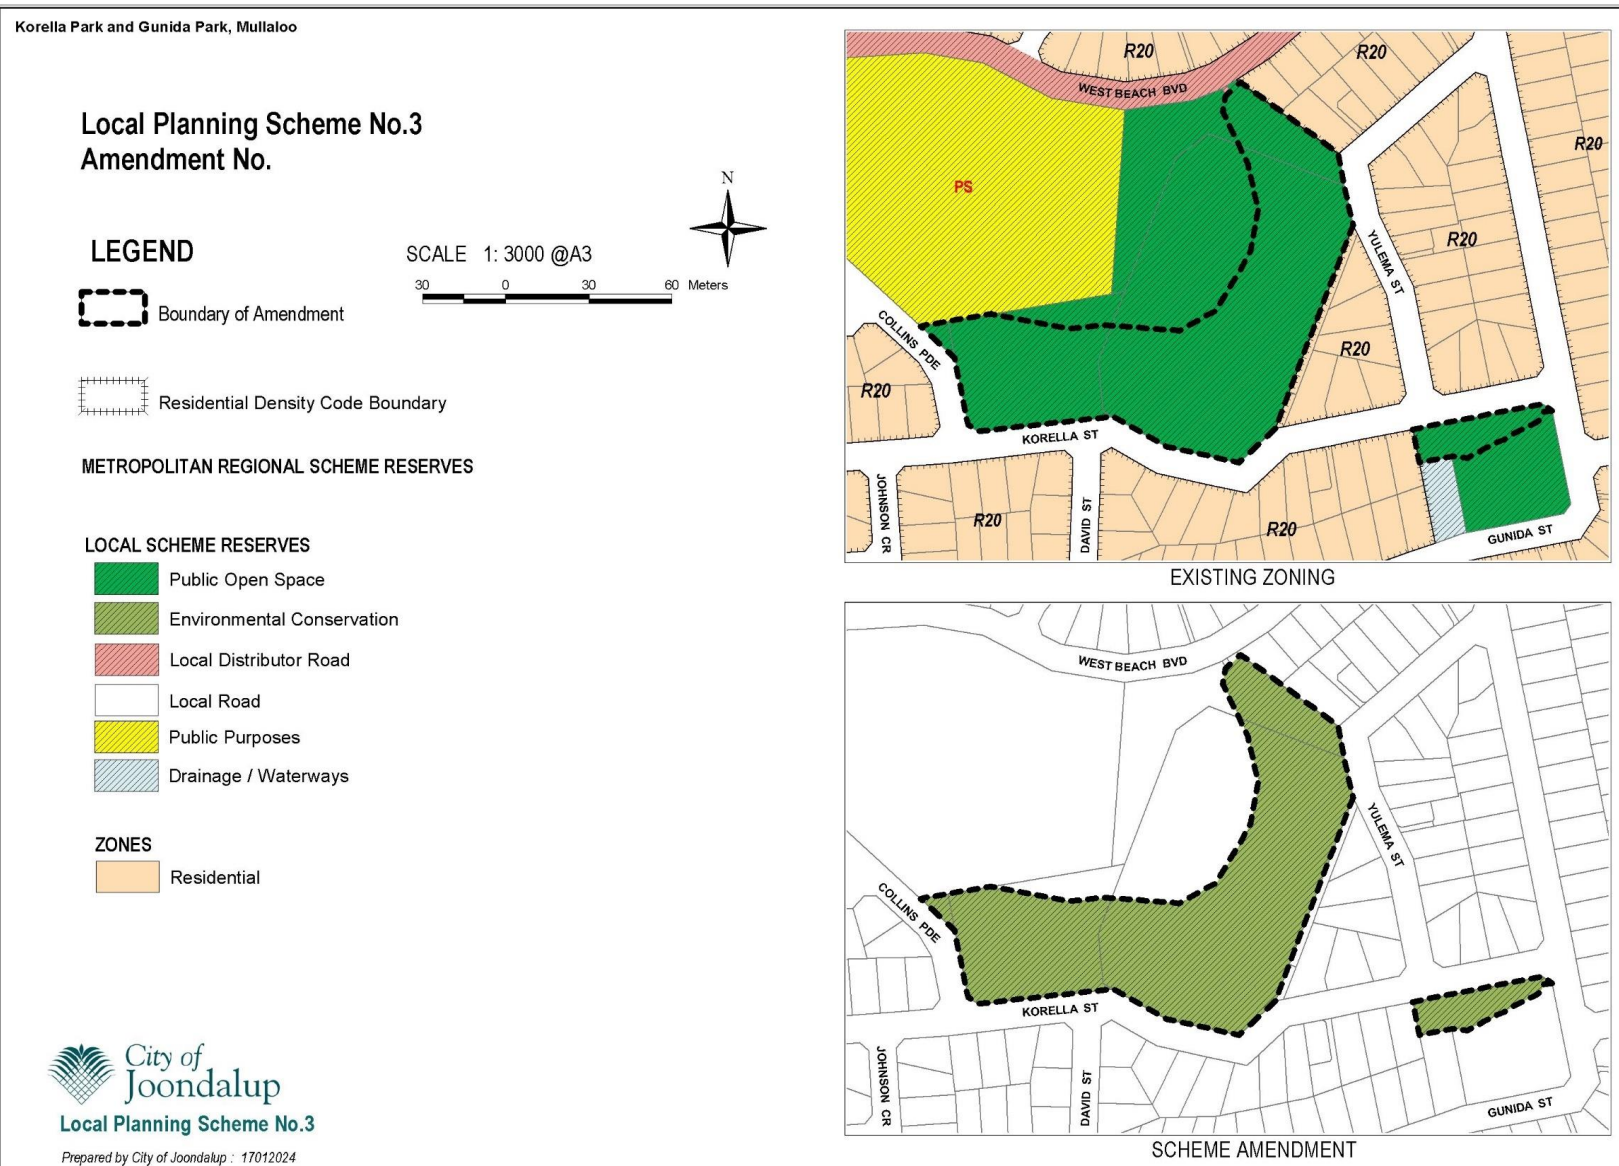 Korella Park and Gunida Park, Mullaloo
Local Planning Scheme No.3
Amendment No.
N
LEGEND
SCALE 1: 3000 @A3
30 0 30 60 Meters
Boundary of Amendment
Residential Density Code Boundary
METROPOLITAN REGIONAL SCHEME RESERVES
LOCAL SCHEME RESERVES
Public Open Space
Environmental Conservation
Local Distributor Road
Local Road
Public Purposes
Drainage / Waterways
ZONES
Residential
City of
Joondalup
Local Planning Scheme No.3
Prepared by City of Joondalup : 17012024
R20
R20
WEST BEACH BVD
R20
PS
R20
YULEMA ST
COLLINS PDE
R20
R20
KORELLA ST
JOHNSON CR
R20
DAVID ST
R20
GUNIDA ST
EXISTING ZONING
WEST BEACH BVD
YULEMA ST
COLLINS PDE
KORELLA ST
JOHNSON CR
DAVID ST
GUNIDA ST
SCHEME AMENDMENT